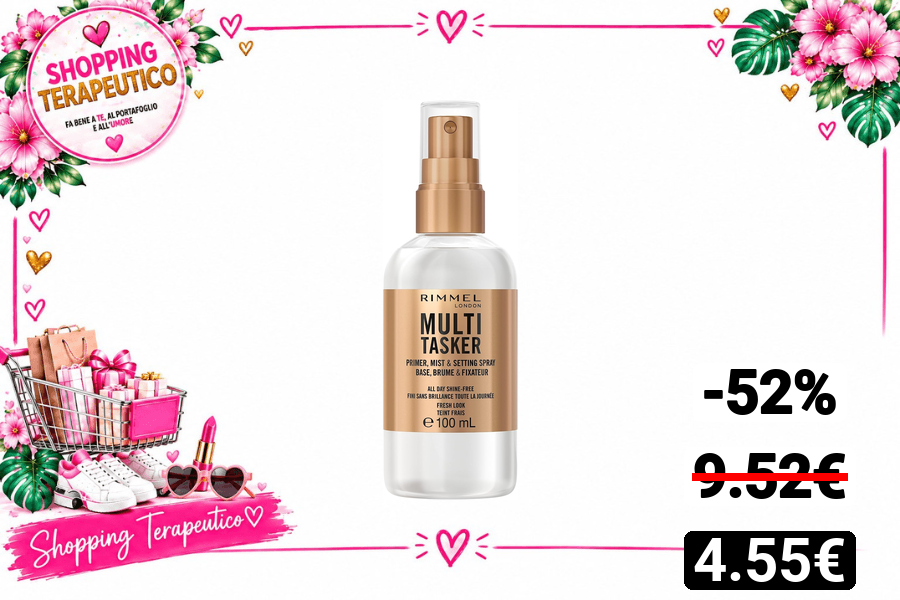 SHOPPING
TERAPEUTICO
FA BENE A TE, AL PORTAFOGLIO
E ALL'UMORE
RIMMEL
LONDON
MULTI
TASKER
PRIMER, MIST & SETTING SPRAY
BASE, BRUME & FIXATEUR
ALL DAY SHINE-FREE
FINI SANS BRILLANCE TOUTE LA JOURNÉE
FRESH LOOK
TEINT FRAIS
℮ 100 mL
-52%
9.52€
4.55€
Shopping Terapeutico